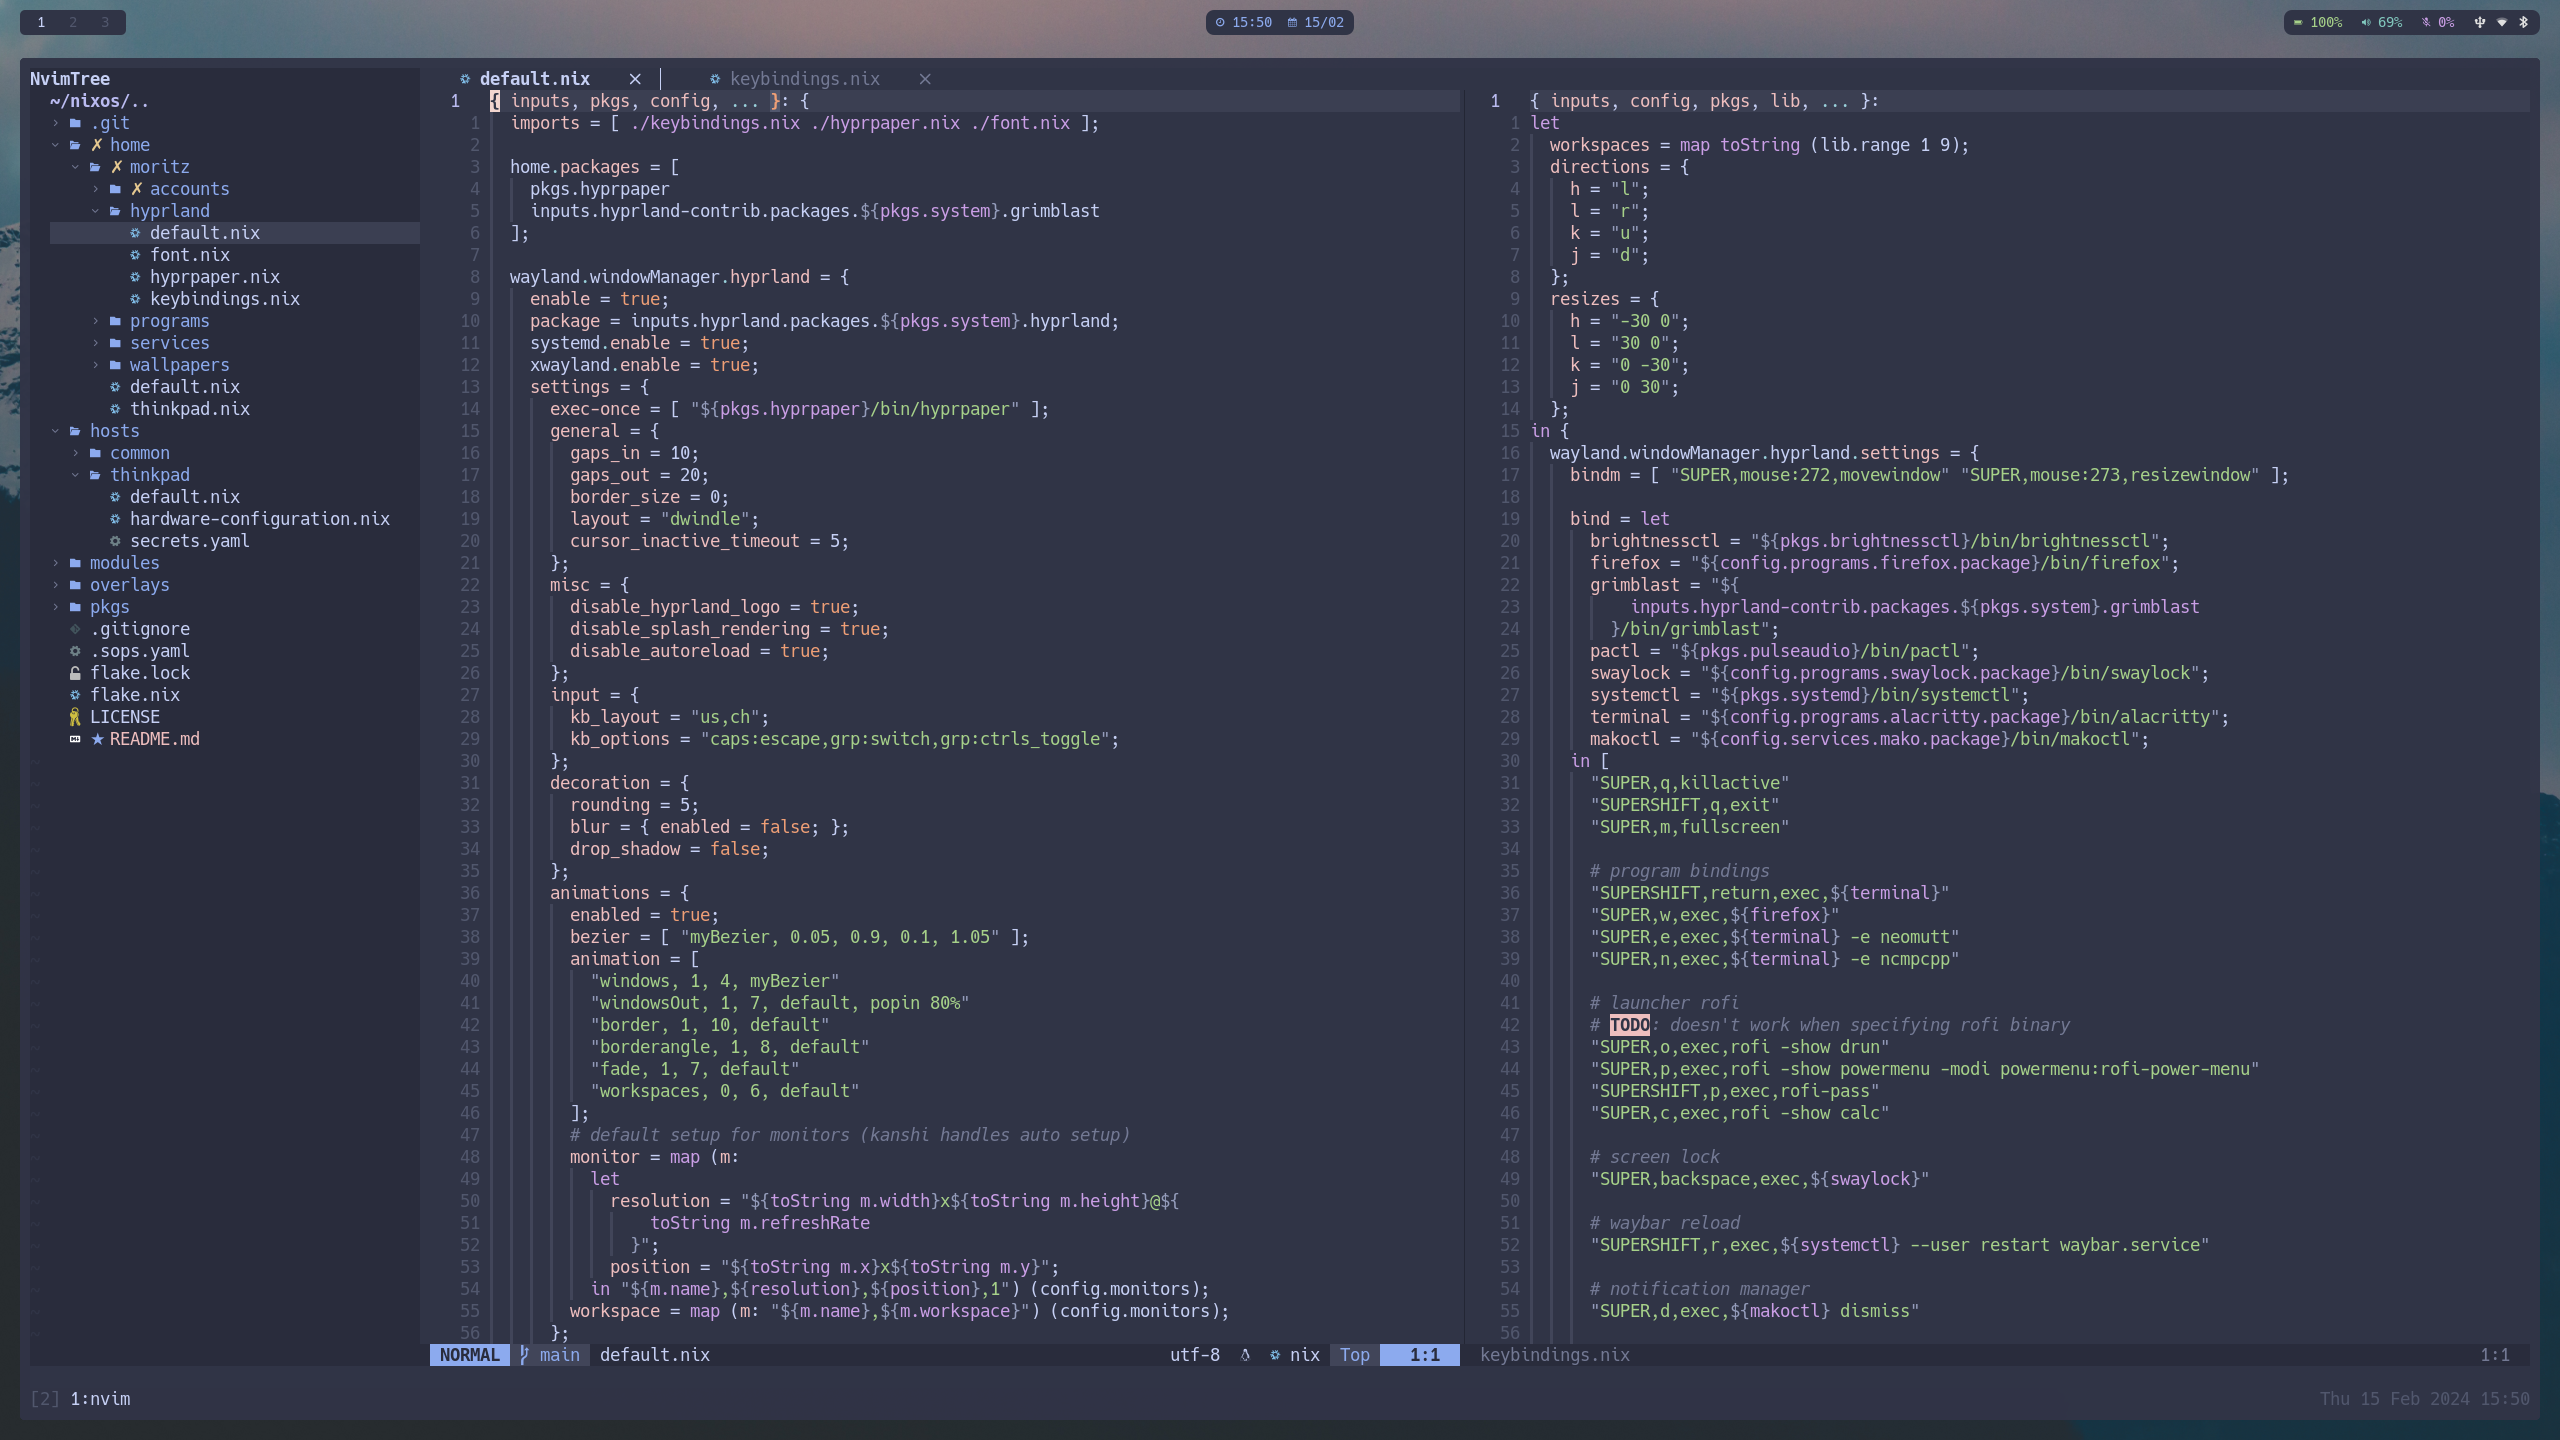 1 2 3
15:50 15/02
100% 69% 0%
NvimTree
~/nixos/..
.git
✗ home
✗ moritz
✗ accounts
hyprland
default.nix
font.nix
hyprpaper.nix
keybindings.nix
programs
services
wallpapers
default.nix
thinkpad.nix
hosts
common
thinkpad
default.nix
hardware-configuration.nix
secrets.yaml
modules
overlays
pkgs
.gitignore
.sops.yaml
flake.lock
flake.nix
LICENSE
★ README.md
default.nix × keybindings.nix ×
1 { inputs, pkgs, config, ... }: {
1 imports = [ ./keybindings.nix ./hyprpaper.nix ./font.nix ];
2
3 home.packages = [
4 pkgs.hyprpaper
5 inputs.hyprland-contrib.packages.${pkgs.system}.grimblast
6 ];
7
8 wayland.windowManager.hyprland = {
9 enable = true;
10 package = inputs.hyprland.packages.${pkgs.system}.hyprland;
11 systemd.enable = true;
12 xwayland.enable = true;
13 settings = {
14 exec-once = [ "${pkgs.hyprpaper}/bin/hyprpaper" ];
15 general = {
16 gaps_in = 10;
17 gaps_out = 20;
18 border_size = 0;
19 layout = "dwindle";
20 cursor_inactive_timeout = 5;
21 };
22 misc = {
23 disable_hyprland_logo = true;
24 disable_splash_rendering = true;
25 disable_autoreload = true;
26 };
27 input = {
28 kb_layout = "us,ch";
29 kb_options = "caps:escape,grp:switch,grp:ctrls_toggle";
30 };
31 decoration = {
32 rounding = 5;
33 blur = { enabled = false; };
34 drop_shadow = false;
35 };
36 animations = {
37 enabled = true;
38 bezier = [ "myBezier, 0.05, 0.9, 0.1, 1.05" ];
39 animation = [
40 "windows, 1, 4, myBezier"
41 "windowsOut, 1, 7, default, popin 80%"
42 "border, 1, 10, default"
43 "borderangle, 1, 8, default"
44 "fade, 1, 7, default"
45 "workspaces, 0, 6, default"
46 ];
47 # default setup for monitors (kanshi handles auto setup)
48 monitor = map (m:
49 let
50 resolution = "${toString m.width}x${toString m.height}@${
51 toString m.refreshRate
52 }";
53 position = "${toString m.x}x${toString m.y}";
54 in "${m.name},${resolution},${position},1") (config.monitors);
55 workspace = map (m: "${m.name},${m.workspace}") (config.monitors);
56 };
NORMAL main default.nix utf-8 nix Top 1:1
1 { inputs, config, pkgs, lib, ... }:
1 let
2 workspaces = map toString (lib.range 1 9);
3 directions = {
4 h = "l";
5 l = "r";
6 k = "u";
7 j = "d";
8 };
9 resizes = {
10 h = "-30 0";
11 l = "30 0";
12 k = "0 -30";
13 j = "0 30";
14 };
15 in {
16 wayland.windowManager.hyprland.settings = {
17 bindm = [ "SUPER,mouse:272,movewindow" "SUPER,mouse:273,resizewindow" ];
18
19 bind = let
20 brightnessctl = "${pkgs.brightnessctl}/bin/brightnessctl";
21 firefox = "${config.programs.firefox.package}/bin/firefox";
22 grimblast = "${
23 inputs.hyprland-contrib.packages.${pkgs.system}.grimblast
24 }/bin/grimblast";
25 pactl = "${pkgs.pulseaudio}/bin/pactl";
26 swaylock = "${config.programs.swaylock.package}/bin/swaylock";
27 systemctl = "${pkgs.systemd}/bin/systemctl";
28 terminal = "${config.programs.alacritty.package}/bin/alacritty";
29 makoctl = "${config.services.mako.package}/bin/makoctl";
30 in [
31 "SUPER,q,killactive"
32 "SUPERSHIFT,q,exit"
33 "SUPER,m,fullscreen"
34
35 # program bindings
36 "SUPERSHIFT,return,exec,${terminal}"
37 "SUPER,w,exec,${firefox}"
38 "SUPER,e,exec,${terminal} -e neomutt"
39 "SUPER,n,exec,${terminal} -e ncmpcpp"
40
41 # launcher rofi
42 # TODO: doesn't work when specifying rofi binary
43 "SUPER,o,exec,rofi -show drun"
44 "SUPER,p,exec,rofi -show powermenu -modi powermenu:rofi-power-menu"
45 "SUPERSHIFT,p,exec,rofi-pass"
46 "SUPER,c,exec,rofi -show calc"
47
48 # screen lock
49 "SUPER,backspace,exec,${swaylock}"
50
51 # waybar reload
52 "SUPERSHIFT,r,exec,${systemctl} --user restart waybar.service"
53
54 # notification manager
55 "SUPER,d,exec,${makoctl} dismiss"
56
keybindings.nix 1:1
[2] 1:nvim Thu 15 Feb 2024 15:50